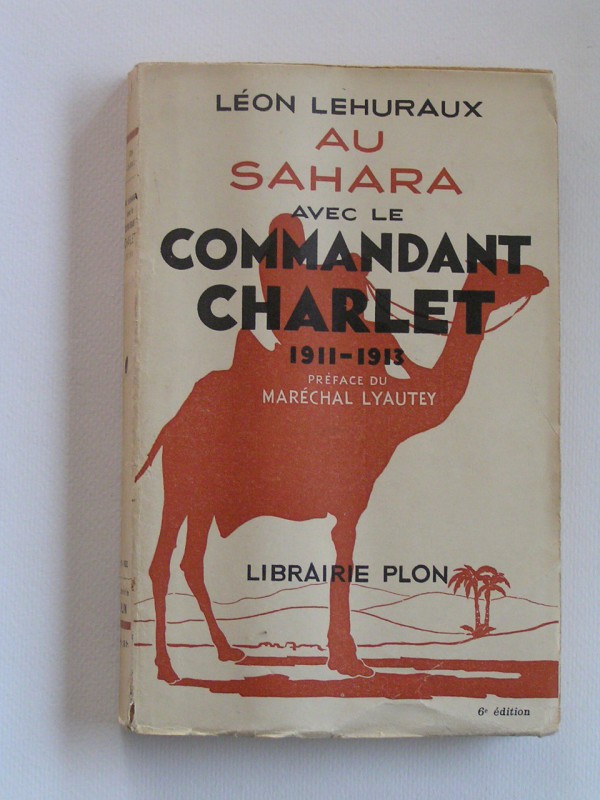 LÉON LEHURAUX
AU
SAHARA
AVEC LE
COMMANDANT
CHARLET
1911-1913
PRÉFACE DU
MARÉCHAL LYAUTEY
LIBRAIRIE PLON
6e édition